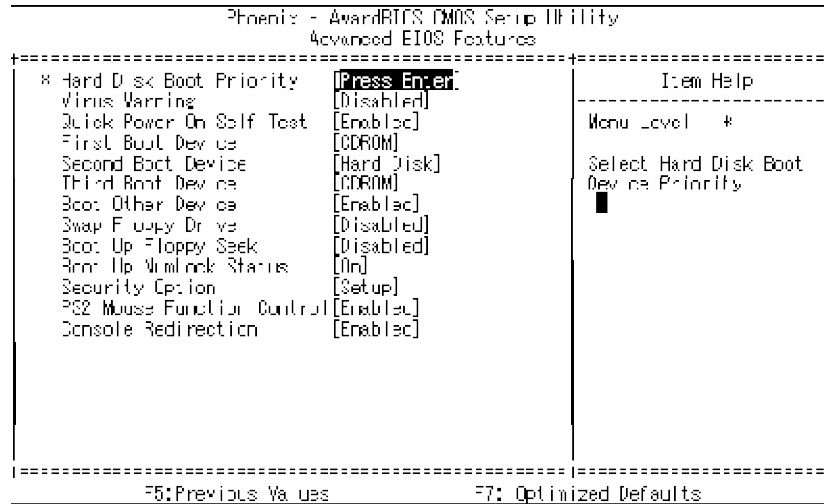 Phoenix - AwardBIOS CMOS Setup Utility
Advanced BIOS Features
* Hard Disk Boot Priority [Press Enter]
Virus Warning [Disabled]
Quick Power On Self Test [Enabled]
First Boot Device [CDROM]
Second Boot Device [Hard Disk]
Third Boot Device [CDROM]
Boot Other Device [Enabled]
Swap Floppy Drive [Disabled]
Boot Up Floppy Seek [Disabled]
Boot Up NumLock Status [On]
Security Option [Setup]
PS2 Mouse Function Control[Enabled]
Console Redirection [Enabled]
Item Help
Menu Level *
Select Hard Disk Boot
Device Priority
F5:Previous Values F7: Optimized Defaults